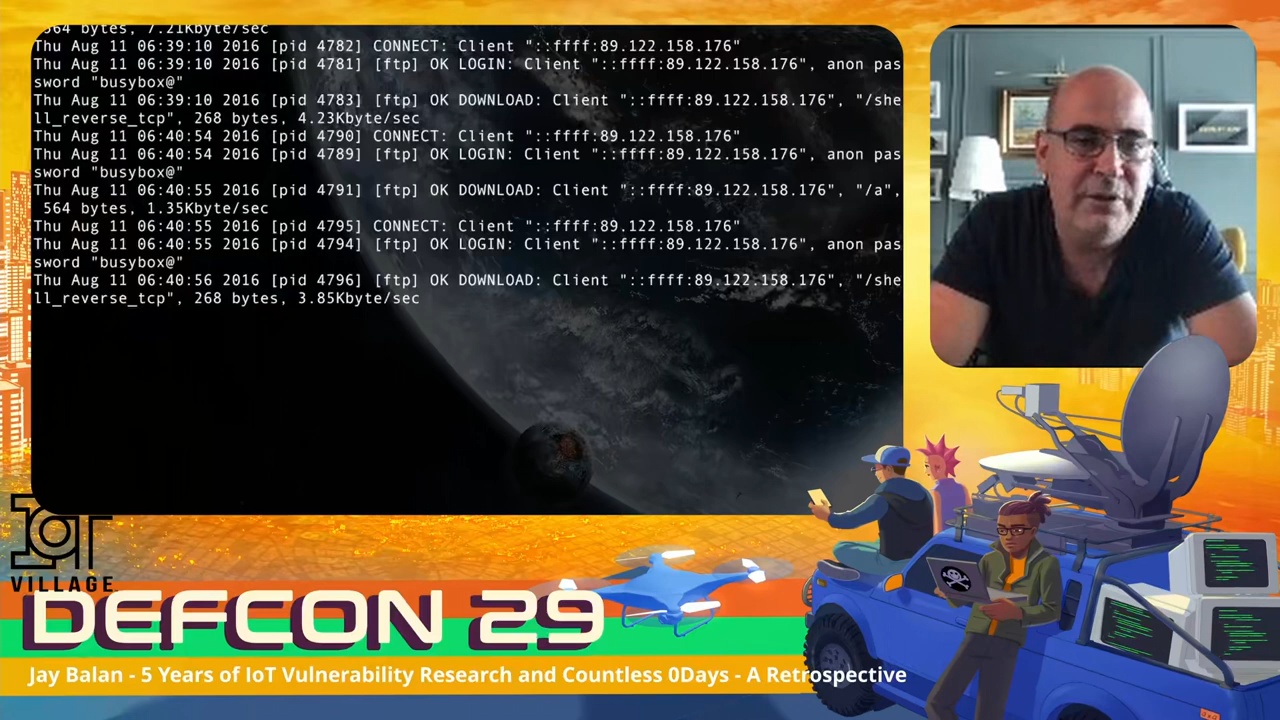 564 bytes, 7.21Kbyte/sec
Thu Aug 11 06:39:10 2016 [pid 4782] CONNECT: Client "::ffff:89.122.158.176"
Thu Aug 11 06:39:10 2016 [pid 4781] [ftp] OK LOGIN: Client "::ffff:89.122.158.176", anon pas
sword "busybox@"
Thu Aug 11 06:39:10 2016 [pid 4783] [ftp] OK DOWNLOAD: Client "::ffff:89.122.158.176", "/she
ll_reverse_tcp", 268 bytes, 4.23Kbyte/sec
Thu Aug 11 06:40:54 2016 [pid 4790] CONNECT: Client "::ffff:89.122.158.176"
Thu Aug 11 06:40:54 2016 [pid 4789] [ftp] OK LOGIN: Client "::ffff:89.122.158.176", anon pas
sword "busybox@"
Thu Aug 11 06:40:55 2016 [pid 4791] [ftp] OK DOWNLOAD: Client "::ffff:89.122.158.176", "/a",
564 bytes, 1.35Kbyte/sec
Thu Aug 11 06:40:55 2016 [pid 4795] CONNECT: Client "::ffff:89.122.158.176"
Thu Aug 11 06:40:55 2016 [pid 4794] [ftp] OK LOGIN: Client "::ffff:89.122.158.176", anon pas
sword "busybox@"
Thu Aug 11 06:40:56 2016 [pid 4796] [ftp] OK DOWNLOAD: Client "::ffff:89.122.158.176", "/she
ll_reverse_tcp", 268 bytes, 3.85Kbyte/sec
IOT
VILLAGE
DEFCON 29
Jay Balan - 5 Years of IoT Vulnerability Research and Countless 0Days - A Retrospective